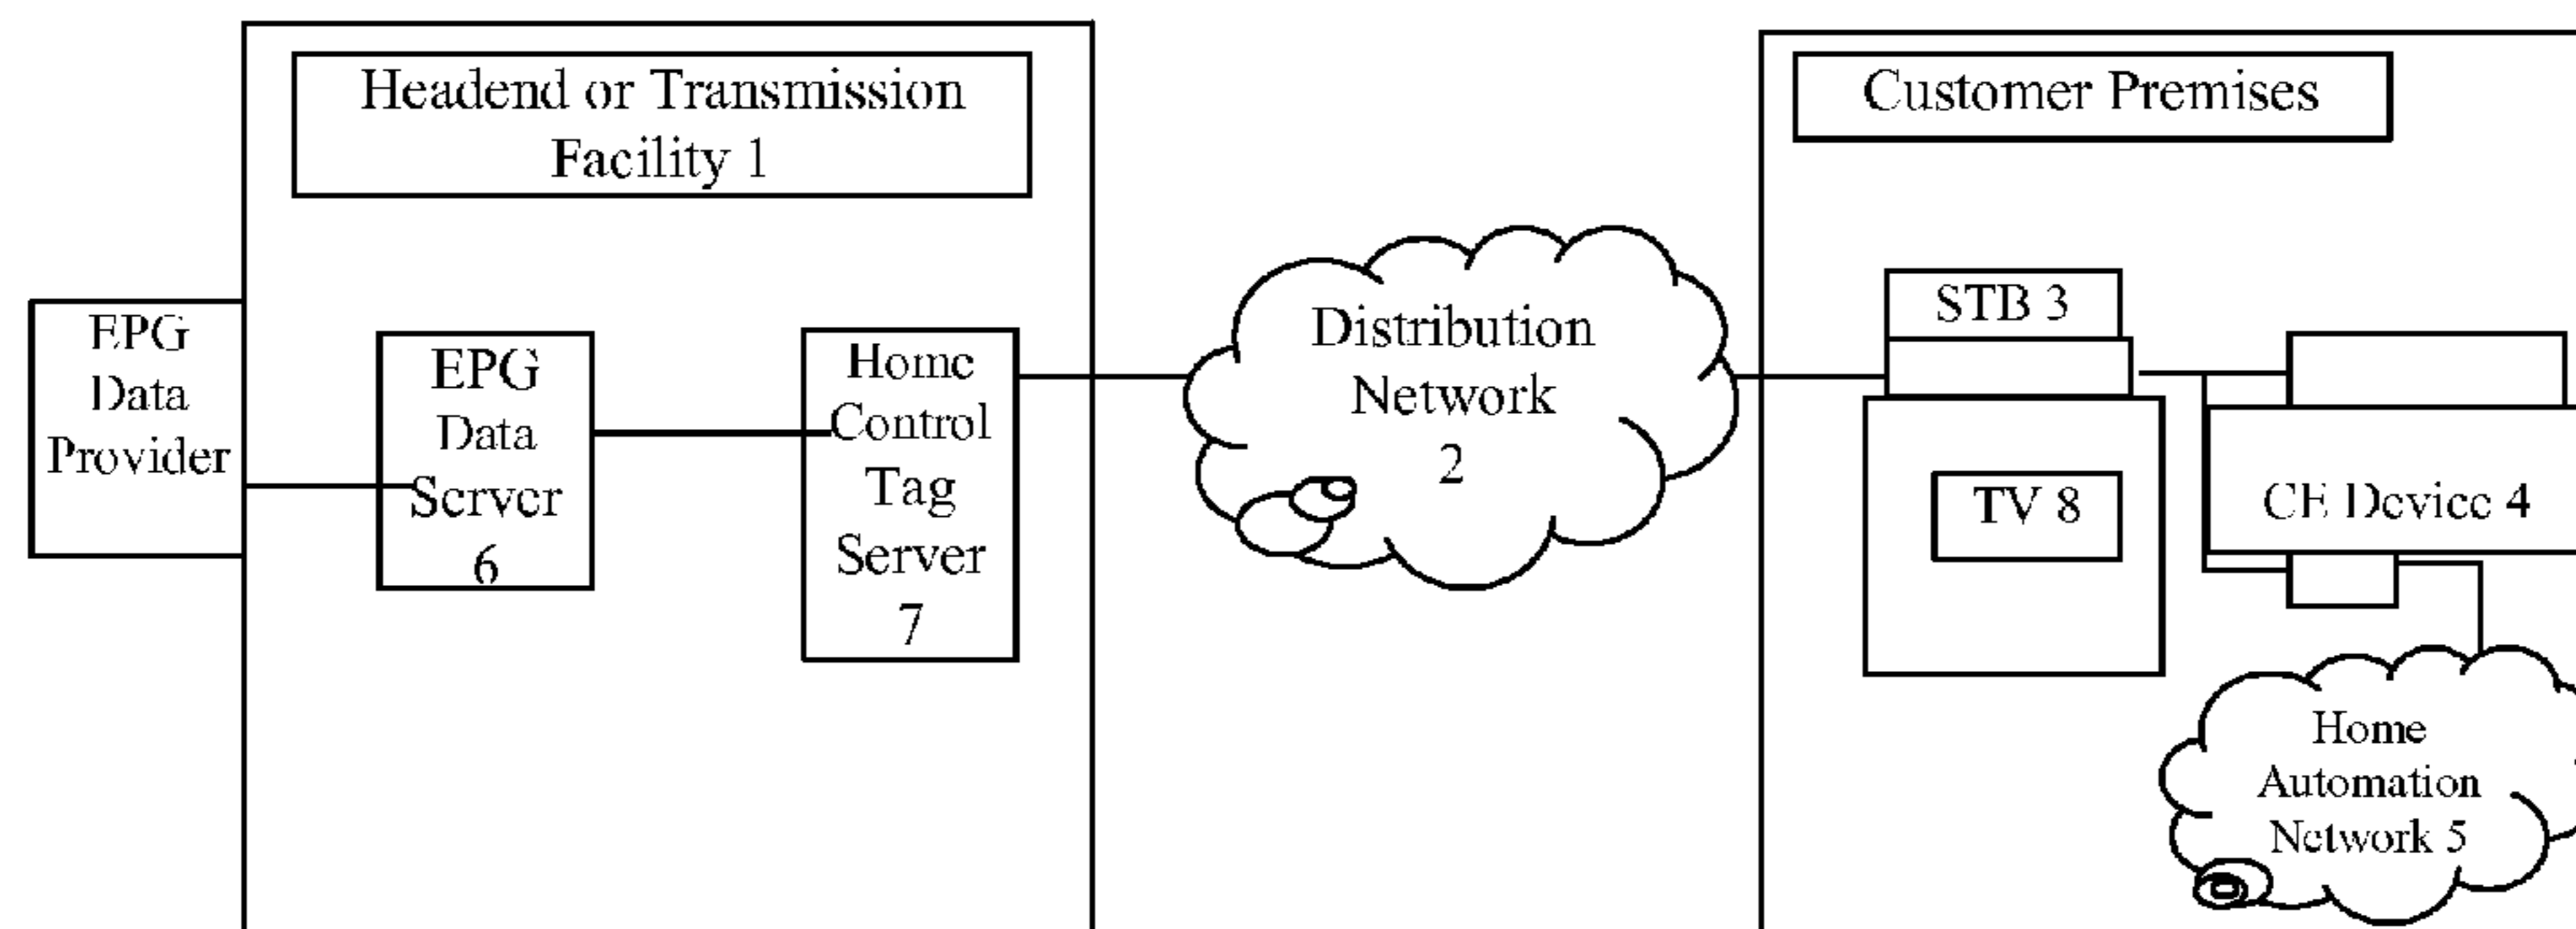 Headend or Transmission
Facility 1
Customer Premises
EPG
Data
Provider
EPG
Data
Server
6
Home
Control
Tag
Server
7
Distribution
Network
2
STB 3
TV 8
CE Device 4
Home
Automation
Network 5